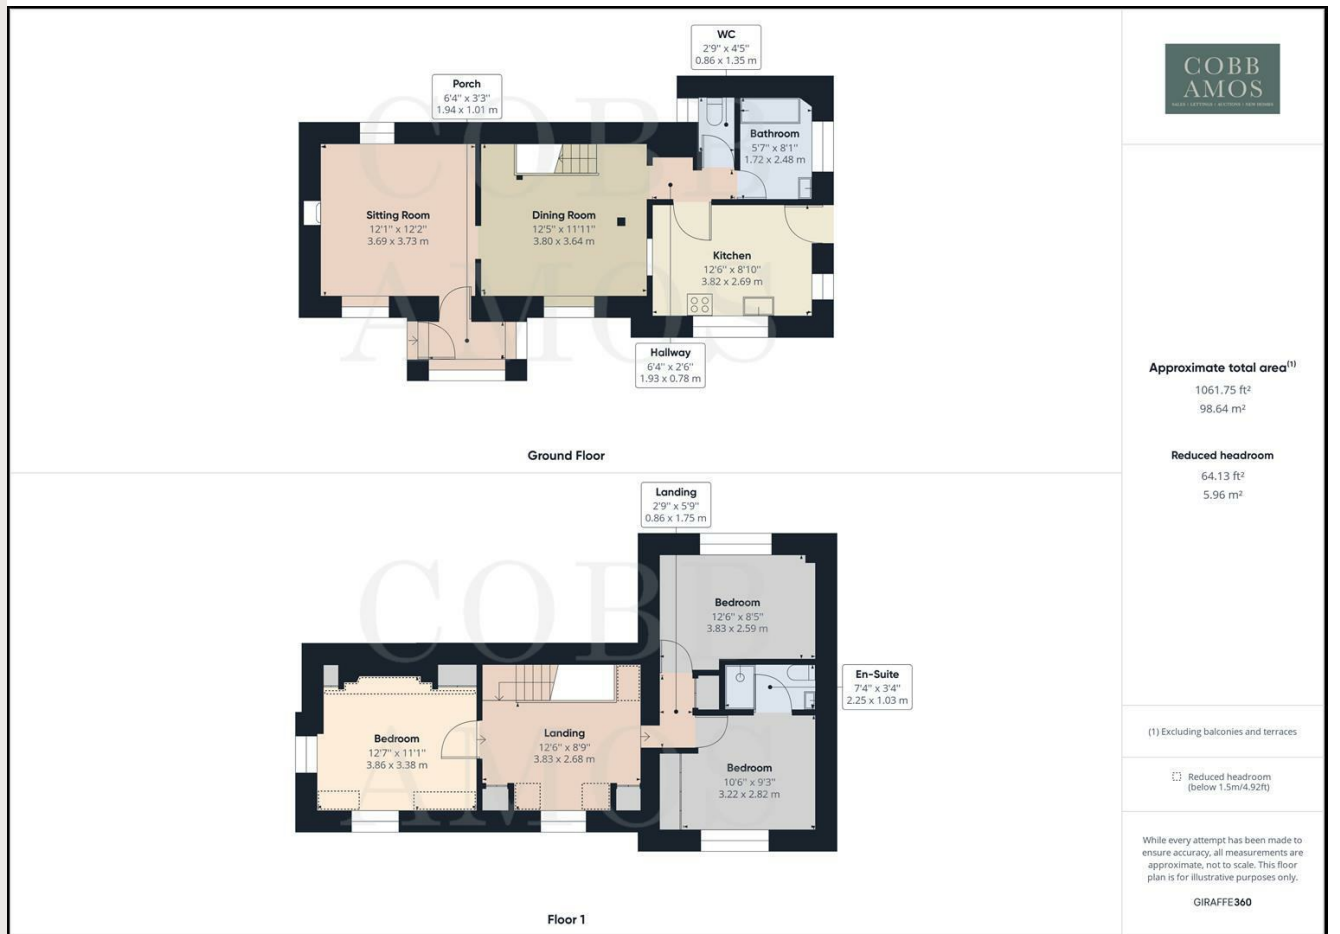 WC
2'9" x 4'5"
0.86 x 1.35 m
Porch
6'4" x 3'3"
1.94 x 1.01 m
Bathroom
5'7" x 8'1"
1.72 x 2.48 m
Sitting Room
12'1" x 12'2"
3.69 x 3.73 m
Dining Room
12'5" x 11'11"
3.80 x 3.64 m
Kitchen
12'6" x 8'10"
3.82 x 2.69 m
Hallway
6'4" x 2'6"
1.93 x 0.78 m
COBB
AMOS
Ground Floor
Landing
2'9" x 5'9"
0.86 x 1.75 m
Bedroom
12'6" x 8'5"
3.83 x 2.59 m
En-Suite
7'4" x 3'4"
2.25 x 1.03 m
Bedroom
12'7" x 11'1"
3.86 x 3.38 m
Landing
12'6" x 8'9"
3.83 x 2.68 m
Bedroom
10'6" x 9'3"
3.22 x 2.82 m
COBB
AMOS
Floor 1
COBB
AMOS
SALES | LETTINGS | AUCTIONS | NEW HOMES
Approximate total area(1)
1061.75 ft²
98.64 m²
Reduced headroom
64.13 ft²
5.96 m²
(1) Excluding balconies and terraces
Reduced headroom
(below 1.5m/4.92ft)
While every attempt has been made to
ensure accuracy, all measurements are
approximate, not to scale. This floor
plan is for illustrative purposes only.
GIRAFFE360